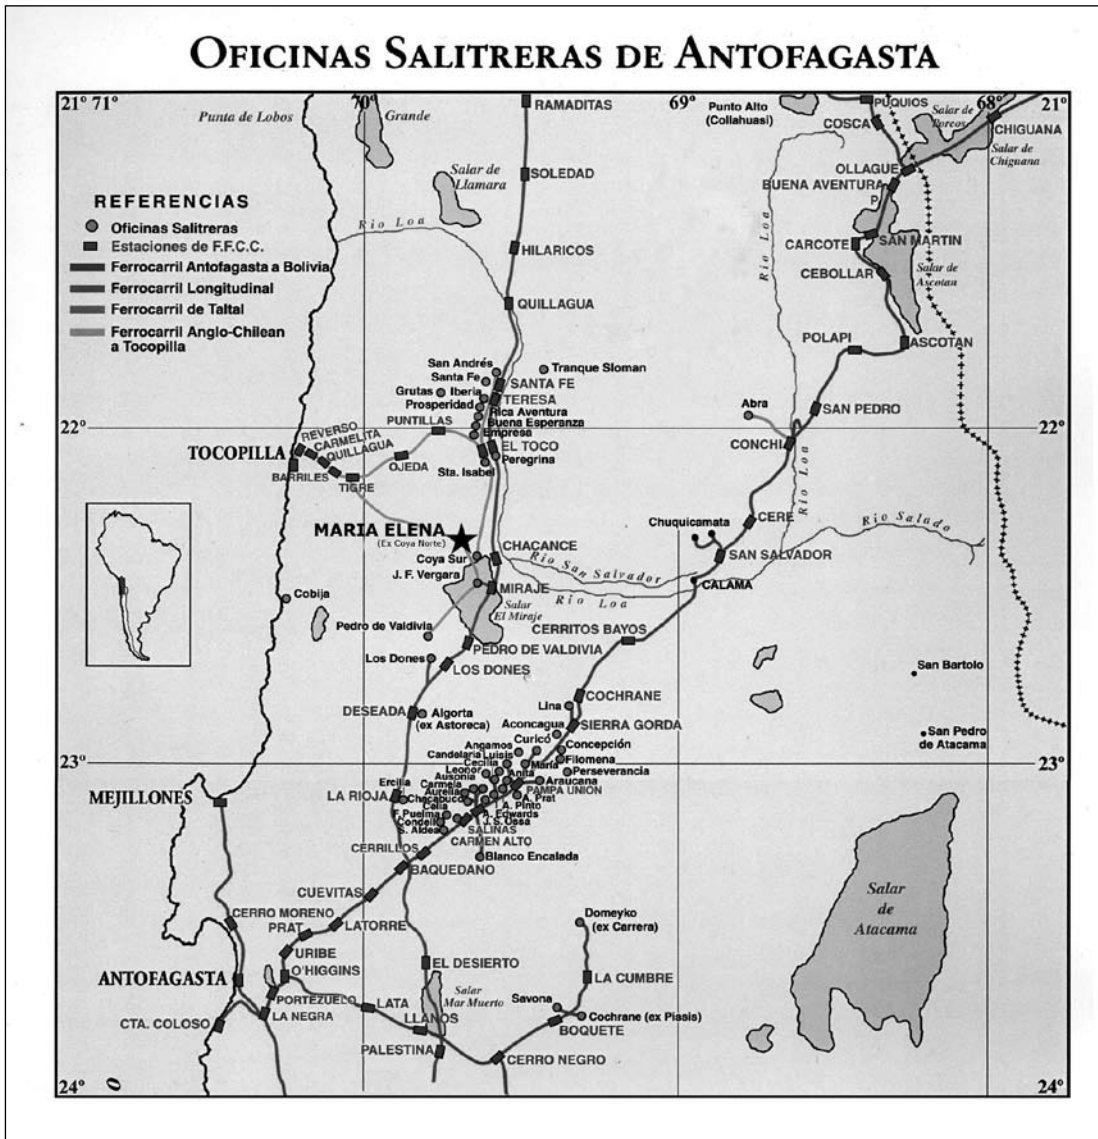 OFICINAS SALITRERAS DE ANTOFAGASTA
21° 71°
70°
69°
68°
21°
Punta de Lobos
Grande
RAMADITAS
Punto Alto
(Collahuasi)
PUQUIOS
COSCA
Salar de
Porcos
CHIGUANA
Salar de
Chiguana
Salar de
Llamara
SOLEDAD
OLLAGUE
BUENA AVENTURA
P.
REFERENCIAS
Oficinas Salitreras
Estaciones de F.F.C.C.
Ferrocarril Antofagasta a Bolivia
Ferrocarril Longitudinal
Ferrocarril de Taltal
Ferrocarril Anglo-Chilean
a Tocopilla
Rio Loa
HILARICOS
Rio Loa
CARCOTE
SAN MARTIN
CEBOLLAR
Salar de
Ascotan
QUILLAGUA
POLAPI
ASCOTAN
San Andrés
Tranque Sloman
Santa Fe
SANTA FE
Grutas
Iberia
TERESA
Prosperidad
Rica Aventura
Buena Esperanza
Abra
SAN PEDRO
PUNTILLAS
Empresa
22°
22°
REVERSO
CARMELITA
QUILLAGUA
TOCOPILLA
EL TOCO
CONCHI
BARRILES
TIGRE
OJEDA
Sta. Isabel
Peregrina
Rio Loa
MARIA ELENA
(Ex Coya Norte)
Chuquicamata
CERE
Rio Salado
Coya Sur
CHACANCE
Rio San Salvador
SAN SALVADOR
J. F. Vergara
MIRAJE
Rio Loa
CALAMA
Cobija
Salar
El Miraje
Pedro de Valdivia
CERRITOS BAYOS
PEDRO DE VALDIVIA
Los Dones
LOS DONES
San Bartolo
DESEADA
Algorta
(ex Astoreca)
Lina
COCHRANE
Aconcagua
SIERRA GORDA
San Pedro
de Atacama
Angamos
Curicó
Concepción
Candelaria
Luisis
Filomena
23°
23°
Cecilia
María
Perseverancia
Leonor
Anita
Ausonia
Araucana
Ercilla
Carmela
PAMPA UNION
MEJILLONES
LA RIOJA
Aurelia
Chacabuco
A. Prat
Celia
A. Pinto
F. Puelma
A. Edwards
Condell
J. S. Ossa
S. Aldea
SALINAS
CARMEN ALTO
CERRILLOS
Blanco Encalada
BAQUEDANO
CUEVITAS
Salar
de
Atacama
CERRO MORENO
PRAT
LATORRE
Domeyko
(ex Carrera)
URIBE
ANTOFAGASTA
O'HIGGINS
EL DESIERTO
LA CUMBRE
PORTEZUELO
Salar
Mar Muerto
Savona
LA NEGRA
LATA
Cochrane (ex Pissis)
CTA. COLOSO
LLANOS
BOQUETE
PALESTINA
CERRO NEGRO
24°
24°